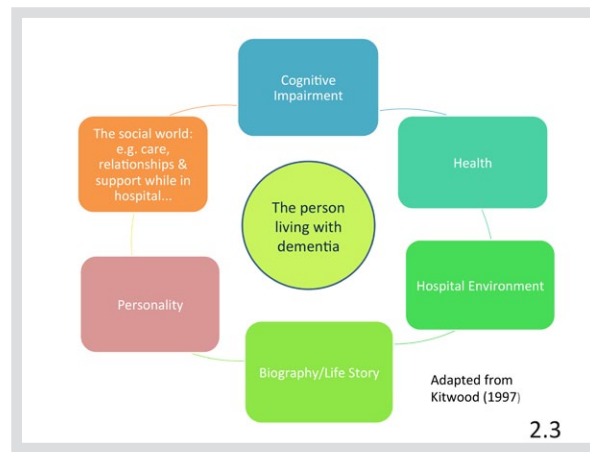 Cognitive
Impairment
Health
Hospital Environment
Biography/Life Story
Personality
The social world:
e.g. care,
relationships &
support while in
hospital...
The person
living with
dementia
Adapted from
Kitwood (1997)
2.3